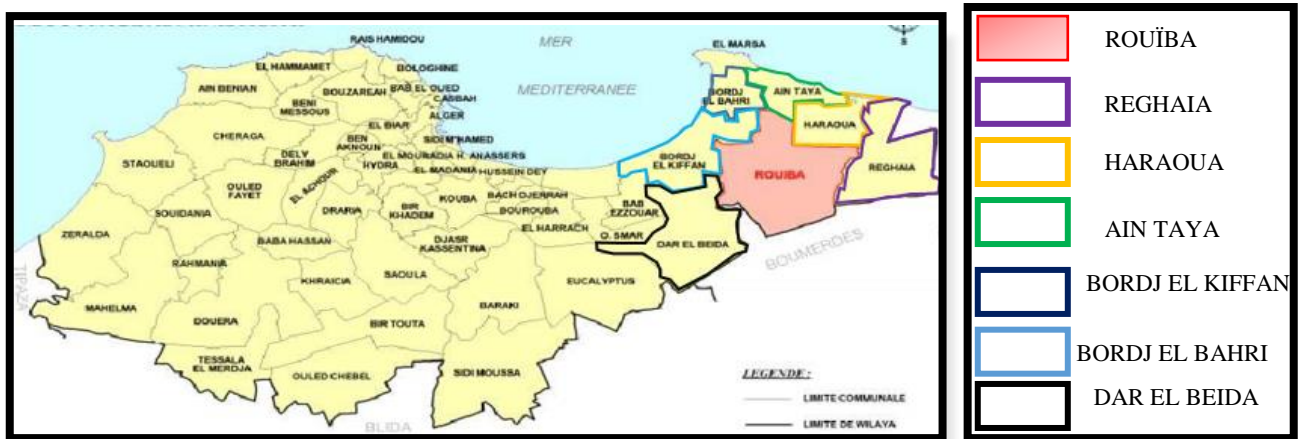 RAIS HAMIDOU
MER
MEDITERRANEE
EL MARSA
S
EL HAMMAMET
BOLOGHINE
AIN BENIAN
BOUZAREAH
BAB EL OUED
CASBAH
BENI
MESSOUS
ALGER
EL BIAR
SIDI M'HAMED
CHERAGA
BEN
AKNOUN
DELY
BRAHIM
HYDRA
EL MOURADIA
H. ANASSERS
EL MADANIA
HUSSEIN DEY
STAOUELI
OULED
FAYET
EL ACHOUR
DRARIA
BIR
KHADEM
KOUBA
BACH DJERRAH
BOUROUBA
BAB
EZZOUAR
EL HARRACH
O. SMAR
SOUIDANIA
ZERALDA
BABA HASSAN
DJASR
KASSENTINA
RAHMANIA
KHRAICIA
SAOULA
EUCALYPTUS
MAHELMA
DOUERA
BARAKI
BIR TOUTA
TESSALA
EL MERDJA
OULED CHEBEL
SIDI MOUSSA
BORDJ
EL BAHRI
AIN TAYA
HARAOUA
BORDJ
EL KIFFAN
ROUIBA
REGHAIA
DAR EL BEIDA
BOUMERDES
TIPAZA
BLIDA
LEGENDE :
LIMITE COMMUNALE
LIMITE DE WILAYA
ROUÏBA
REGHAIA
HARAOUA
AIN TAYA
BORDJ EL KIFFAN
BORDJ EL BAHRI
DAR EL BEIDA